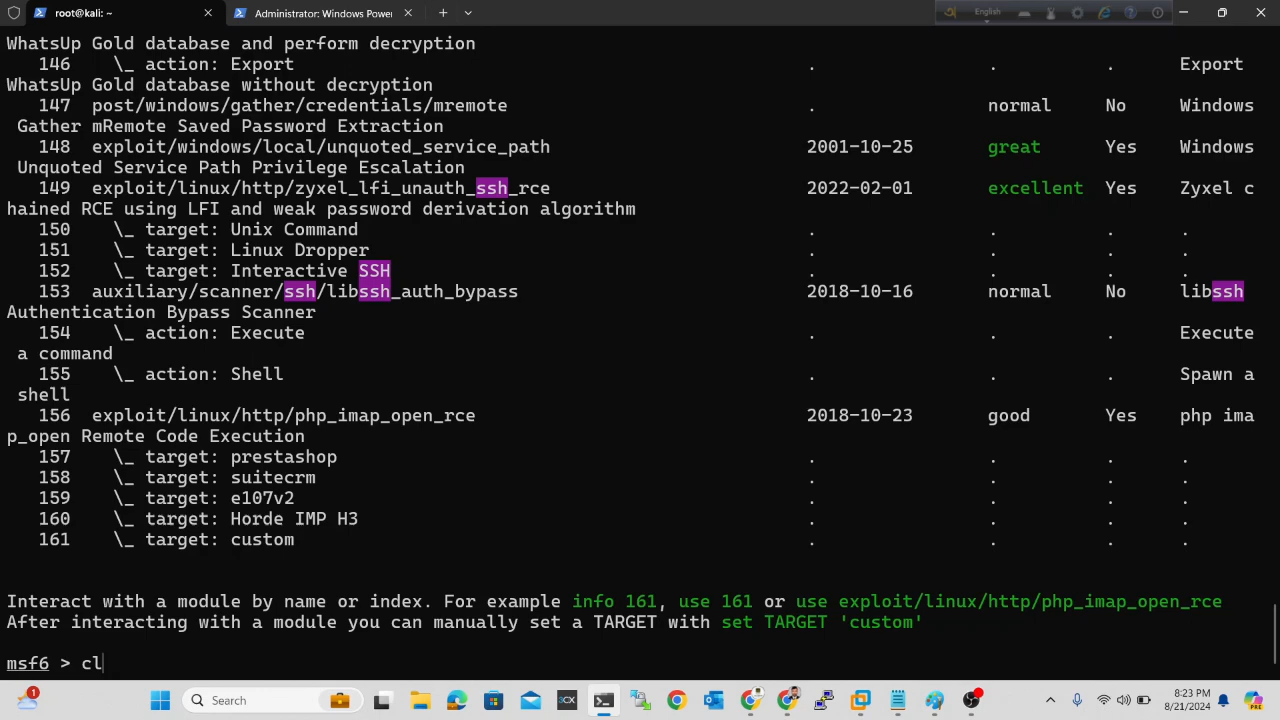 root@kali: ~
Administrator: Windows Power
English
WhatsUp Gold database and perform decryption
146 \_ action: Export . . . Export
WhatsUp Gold database without decryption
147 post/windows/gather/credentials/mremote . normal No Windows
Gather mRemote Saved Password Extraction
148 exploit/windows/local/unquoted_service_path 2001-10-25 great Yes Windows
Unquoted Service Path Privilege Escalation
149 exploit/linux/http/zyxel_lfi_unauth_ssh_rce 2022-02-01 excellent Yes Zyxel c
hained RCE using LFI and weak password derivation algorithm
150 \_ target: Unix Command . . . .
151 \_ target: Linux Dropper . . . .
152 \_ target: Interactive SSH . . . .
153 auxiliary/scanner/ssh/libssh_auth_bypass 2018-10-16 normal No libssh
Authentication Bypass Scanner
154 \_ action: Execute . . . Execute
a command
155 \_ action: Shell . . . Spawn a
shell
156 exploit/linux/http/php_imap_open_rce 2018-10-23 good Yes php ima
p_open Remote Code Execution
157 \_ target: prestashop . . . .
158 \_ target: suitecrm . . . .
159 \_ target: e107v2 . . . .
160 \_ target: Horde IMP H3 . . . .
161 \_ target: custom . . . .
Interact with a module by name or index. For example info 161, use 161 or use exploit/linux/http/php_imap_open_rce
After interacting with a module you can manually set a TARGET with set TARGET 'custom'
msf6 > cl
1
Search
SCX
8:23 PM
8/21/2024
PRE